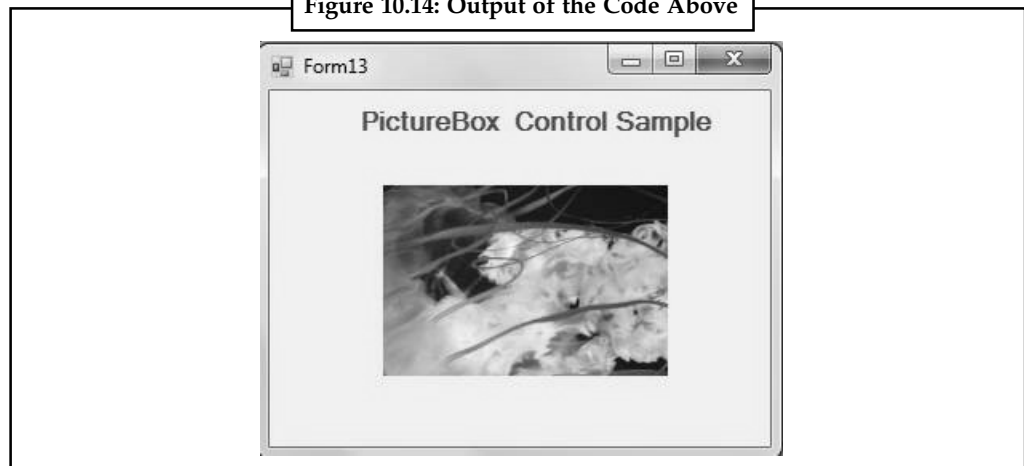 Figure 10.14: Output of the Code Above
Form13
PictureBox Control Sample